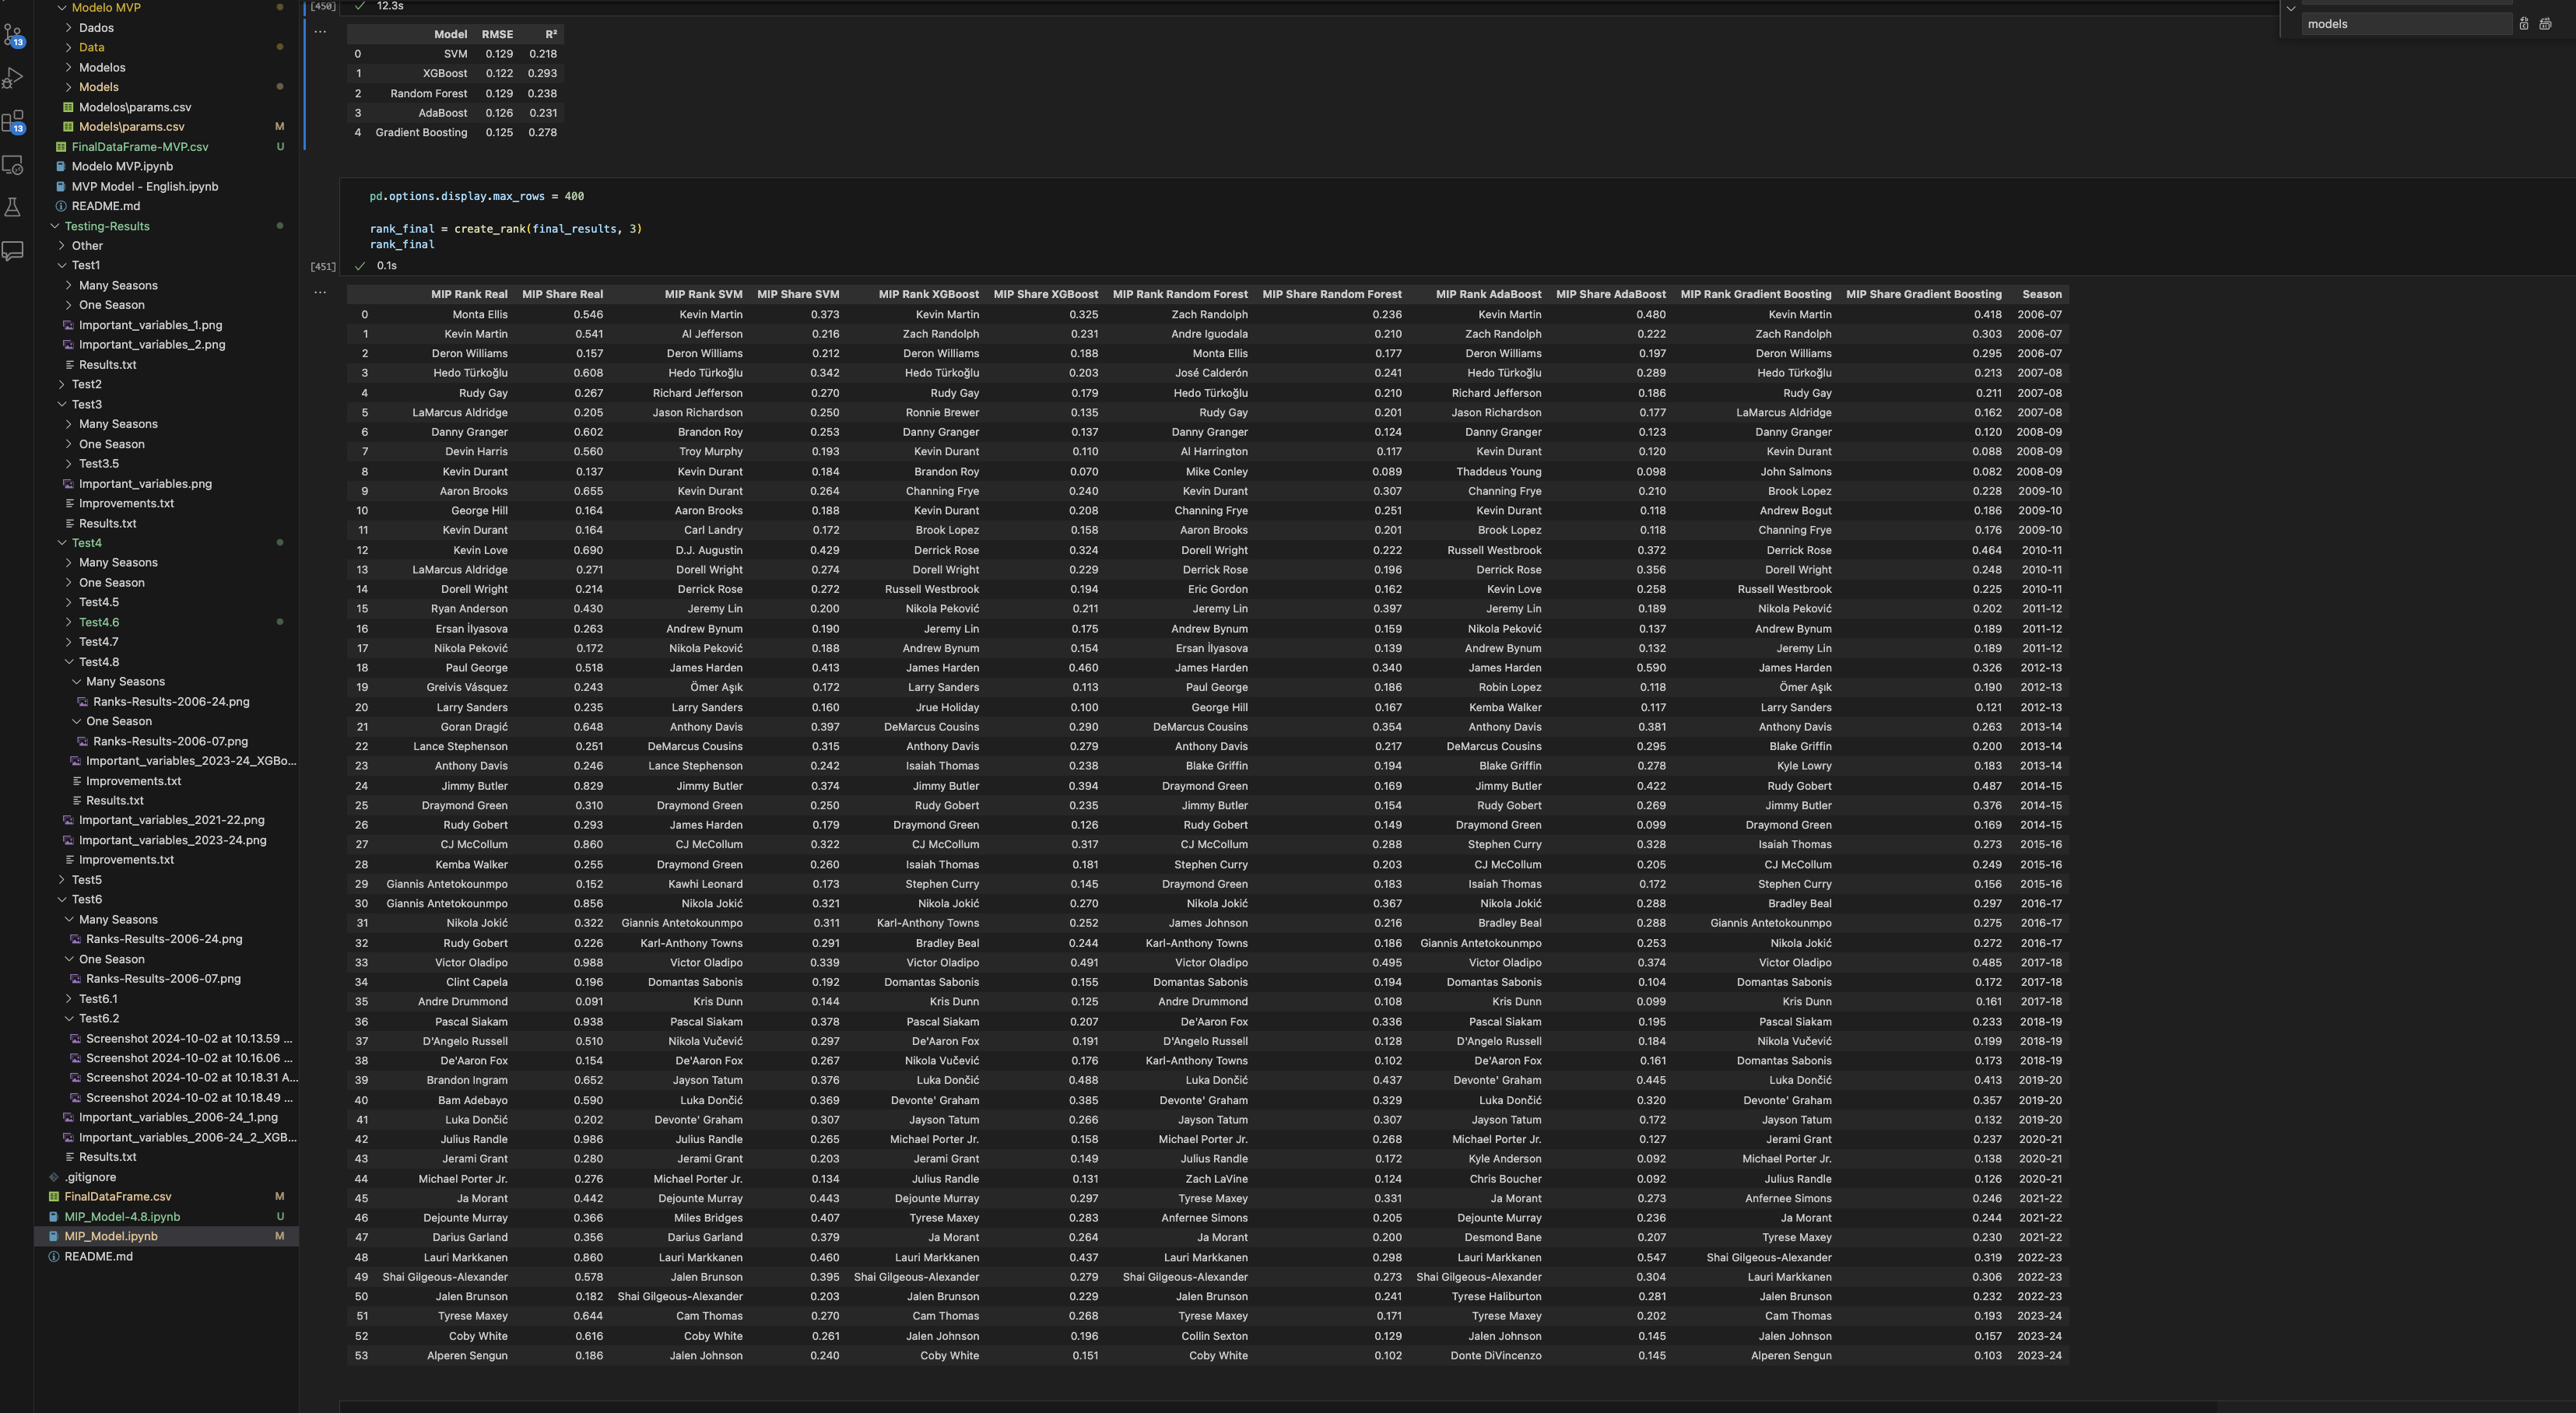 Modelo MVP
Dados
Data
Modelos
Models
Modelos\params.csv
Models\params.csv M
FinalDataFrame-MVP.csv U
Modelo MVP.ipynb
MVP Model - English.ipynb
README.md
Testing-Results
Other
Test1
Many Seasons
One Season
Important_variables_1.png
Important_variables_2.png
Results.txt
Test2
Test3
Many Seasons
One Season
Test3.5
Important_variables.png
Improvements.txt
Results.txt
Test4
Many Seasons
One Season
Test4.5
Test4.6
Test4.7
Test4.8
Many Seasons
Ranks-Results-2006-24.png
One Season
Ranks-Results-2006-07.png
Important_variables_2023-24_XGBo...
Improvements.txt
Results.txt
Important_variables_2021-22.png
Important_variables_2023-24.png
Improvements.txt
Test5
Test6
Many Seasons
Ranks-Results-2006-24.png
One Season
Ranks-Results-2006-07.png
Test6.1
Test6.2
Screenshot 2024-10-02 at 10.13.59 ...
Screenshot 2024-10-02 at 10.16.06 ...
Screenshot 2024-10-02 at 10.18.31 A...
Screenshot 2024-10-02 at 10.18.49 ...
Important_variables_2006-24_1.png
Important_variables_2006-24_2_XGB...
Results.txt
.gitignore
FinalDataFrame.csv M
MIP_Model-4.8.ipynb U
MIP_Model.ipynb M
README.md
13
13
models
[450] 12.3s
...
Model RMSE R²
0 SVM 0.129 0.218
1 XGBoost 0.122 0.293
2 Random Forest 0.129 0.238
3 AdaBoost 0.126 0.231
4 Gradient Boosting 0.125 0.278
pd.options.display.max_rows = 400
rank_final = create_rank(final_results, 3)
rank_final
[451] 0.1s
...
MIP Rank Real MIP Share Real MIP Rank SVM MIP Share SVM MIP Rank XGBoost MIP Share XGBoost MIP Rank Random Forest MIP Share Random Forest MIP Rank AdaBoost MIP Share AdaBoost MIP Rank Gradient Boosting MIP Share Gradient Boosting Season
0 Monta Ellis 0.546 Kevin Martin 0.373 Kevin Martin 0.325 Zach Randolph 0.236 Kevin Martin 0.480 Kevin Martin 0.418 2006-07
1 Kevin Martin 0.541 Al Jefferson 0.216 Zach Randolph 0.231 Andre Iguodala 0.210 Zach Randolph 0.222 Zach Randolph 0.303 2006-07
2 Deron Williams 0.157 Deron Williams 0.212 Deron Williams 0.188 Monta Ellis 0.177 Deron Williams 0.197 Deron Williams 0.295 2006-07
3 Hedo Türkoğlu 0.608 Hedo Türkoğlu 0.342 Hedo Türkoğlu 0.203 José Calderón 0.241 Hedo Türkoğlu 0.289 Hedo Türkoğlu 0.213 2007-08
4 Rudy Gay 0.267 Richard Jefferson 0.270 Rudy Gay 0.179 Hedo Türkoğlu 0.210 Richard Jefferson 0.186 Rudy Gay 0.211 2007-08
5 LaMarcus Aldridge 0.205 Jason Richardson 0.250 Ronnie Brewer 0.135 Rudy Gay 0.201 Jason Richardson 0.177 LaMarcus Aldridge 0.162 2007-08
6 Danny Granger 0.602 Brandon Roy 0.253 Danny Granger 0.137 Danny Granger 0.124 Danny Granger 0.123 Danny Granger 0.120 2008-09
7 Devin Harris 0.560 Troy Murphy 0.193 Kevin Durant 0.110 Al Harrington 0.117 Kevin Durant 0.120 Kevin Durant 0.088 2008-09
8 Kevin Durant 0.137 Kevin Durant 0.184 Brandon Roy 0.070 Mike Conley 0.089 Thaddeus Young 0.098 John Salmons 0.082 2008-09
9 Aaron Brooks 0.655 Kevin Durant 0.264 Channing Frye 0.240 Kevin Durant 0.307 Channing Frye 0.210 Brook Lopez 0.228 2009-10
10 George Hill 0.164 Aaron Brooks 0.188 Kevin Durant 0.208 Channing Frye 0.251 Kevin Durant 0.118 Andrew Bogut 0.186 2009-10
11 Kevin Durant 0.164 Carl Landry 0.172 Brook Lopez 0.158 Aaron Brooks 0.201 Brook Lopez 0.118 Channing Frye 0.176 2009-10
12 Kevin Love 0.690 D.J. Augustin 0.429 Derrick Rose 0.324 Dorell Wright 0.222 Russell Westbrook 0.372 Derrick Rose 0.464 2010-11
13 LaMarcus Aldridge 0.271 Dorell Wright 0.274 Dorell Wright 0.229 Derrick Rose 0.196 Derrick Rose 0.356 Dorell Wright 0.248 2010-11
14 Dorell Wright 0.214 Derrick Rose 0.272 Russell Westbrook 0.194 Eric Gordon 0.162 Kevin Love 0.258 Russell Westbrook 0.225 2010-11
15 Ryan Anderson 0.430 Jeremy Lin 0.200 Nikola Peković 0.211 Jeremy Lin 0.397 Jeremy Lin 0.189 Nikola Peković 0.202 2011-12
16 Ersan İlyasova 0.263 Andrew Bynum 0.190 Jeremy Lin 0.175 Andrew Bynum 0.159 Nikola Peković 0.137 Andrew Bynum 0.189 2011-12
17 Nikola Peković 0.172 Nikola Peković 0.188 Andrew Bynum 0.154 Ersan İlyasova 0.139 Andrew Bynum 0.132 Jeremy Lin 0.189 2011-12
18 Paul George 0.518 James Harden 0.413 James Harden 0.460 James Harden 0.340 James Harden 0.590 James Harden 0.326 2012-13
19 Greivis Vásquez 0.243 Ömer Aşık 0.172 Larry Sanders 0.113 Paul George 0.186 Robin Lopez 0.118 Ömer Aşık 0.190 2012-13
20 Larry Sanders 0.235 Larry Sanders 0.160 Jrue Holiday 0.100 George Hill 0.167 Kemba Walker 0.117 Larry Sanders 0.121 2012-13
21 Goran Dragić 0.648 Anthony Davis 0.397 DeMarcus Cousins 0.290 DeMarcus Cousins 0.354 Anthony Davis 0.381 Anthony Davis 0.263 2013-14
22 Lance Stephenson 0.251 DeMarcus Cousins 0.315 Anthony Davis 0.279 Anthony Davis 0.217 DeMarcus Cousins 0.295 Blake Griffin 0.200 2013-14
23 Anthony Davis 0.246 Lance Stephenson 0.242 Isaiah Thomas 0.238 Blake Griffin 0.194 Blake Griffin 0.278 Kyle Lowry 0.183 2013-14
24 Jimmy Butler 0.829 Jimmy Butler 0.374 Jimmy Butler 0.394 Draymond Green 0.169 Jimmy Butler 0.422 Rudy Gobert 0.487 2014-15
25 Draymond Green 0.310 Draymond Green 0.250 Rudy Gobert 0.235 Jimmy Butler 0.154 Rudy Gobert 0.269 Jimmy Butler 0.376 2014-15
26 Rudy Gobert 0.293 James Harden 0.179 Draymond Green 0.126 Rudy Gobert 0.149 Draymond Green 0.099 Draymond Green 0.169 2014-15
27 CJ McCollum 0.860 CJ McCollum 0.322 CJ McCollum 0.317 CJ McCollum 0.288 Stephen Curry 0.328 Isaiah Thomas 0.273 2015-16
28 Kemba Walker 0.255 Draymond Green 0.260 Isaiah Thomas 0.181 Stephen Curry 0.203 CJ McCollum 0.205 CJ McCollum 0.249 2015-16
29 Giannis Antetokounmpo 0.152 Kawhi Leonard 0.173 Stephen Curry 0.145 Draymond Green 0.183 Isaiah Thomas 0.172 Stephen Curry 0.156 2015-16
30 Giannis Antetokounmpo 0.856 Nikola Jokić 0.321 Nikola Jokić 0.270 Nikola Jokić 0.367 Nikola Jokić 0.288 Bradley Beal 0.297 2016-17
31 Nikola Jokić 0.322 Giannis Antetokounmpo 0.311 Karl-Anthony Towns 0.252 James Johnson 0.216 Bradley Beal 0.288 Giannis Antetokounmpo 0.275 2016-17
32 Rudy Gobert 0.226 Karl-Anthony Towns 0.291 Bradley Beal 0.244 Karl-Anthony Towns 0.186 Giannis Antetokounmpo 0.253 Nikola Jokić 0.272 2016-17
33 Victor Oladipo 0.988 Victor Oladipo 0.339 Victor Oladipo 0.491 Victor Oladipo 0.495 Victor Oladipo 0.374 Victor Oladipo 0.485 2017-18
34 Clint Capela 0.196 Domantas Sabonis 0.192 Domantas Sabonis 0.155 Domantas Sabonis 0.194 Domantas Sabonis 0.104 Domantas Sabonis 0.172 2017-18
35 Andre Drummond 0.091 Kris Dunn 0.144 Kris Dunn 0.125 Andre Drummond 0.108 Kris Dunn 0.099 Kris Dunn 0.161 2017-18
36 Pascal Siakam 0.938 Pascal Siakam 0.378 Pascal Siakam 0.207 De'Aaron Fox 0.336 Pascal Siakam 0.195 Pascal Siakam 0.233 2018-19
37 D'Angelo Russell 0.510 Nikola Vučević 0.297 De'Aaron Fox 0.191 D'Angelo Russell 0.128 D'Angelo Russell 0.184 Nikola Vučević 0.199 2018-19
38 De'Aaron Fox 0.154 De'Aaron Fox 0.267 Nikola Vučević 0.176 Karl-Anthony Towns 0.102 De'Aaron Fox 0.161 Domantas Sabonis 0.173 2018-19
39 Brandon Ingram 0.652 Jayson Tatum 0.376 Luka Dončić 0.488 Luka Dončić 0.437 Devonte' Graham 0.445 Luka Dončić 0.413 2019-20
40 Bam Adebayo 0.590 Luka Dončić 0.369 Devonte' Graham 0.385 Devonte' Graham 0.329 Luka Dončić 0.320 Devonte' Graham 0.357 2019-20
41 Luka Dončić 0.202 Devonte' Graham 0.307 Jayson Tatum 0.266 Jayson Tatum 0.307 Jayson Tatum 0.172 Jayson Tatum 0.132 2019-20
42 Julius Randle 0.986 Julius Randle 0.265 Michael Porter Jr. 0.158 Michael Porter Jr. 0.268 Michael Porter Jr. 0.127 Jerami Grant 0.237 2020-21
43 Jerami Grant 0.280 Jerami Grant 0.203 Jerami Grant 0.149 Julius Randle 0.172 Kyle Anderson 0.092 Michael Porter Jr. 0.138 2020-21
44 Michael Porter Jr. 0.276 Michael Porter Jr. 0.134 Julius Randle 0.131 Zach LaVine 0.124 Chris Boucher 0.092 Julius Randle 0.126 2020-21
45 Ja Morant 0.442 Dejounte Murray 0.443 Dejounte Murray 0.297 Tyrese Maxey 0.331 Ja Morant 0.273 Anfernee Simons 0.246 2021-22
46 Dejounte Murray 0.366 Miles Bridges 0.407 Tyrese Maxey 0.283 Anfernee Simons 0.205 Dejounte Murray 0.236 Ja Morant 0.244 2021-22
47 Darius Garland 0.356 Darius Garland 0.379 Ja Morant 0.264 Ja Morant 0.200 Desmond Bane 0.207 Tyrese Maxey 0.230 2021-22
48 Lauri Markkanen 0.860 Lauri Markkanen 0.460 Lauri Markkanen 0.437 Lauri Markkanen 0.298 Lauri Markkanen 0.547 Shai Gilgeous-Alexander 0.319 2022-23
49 Shai Gilgeous-Alexander 0.578 Jalen Brunson 0.395 Shai Gilgeous-Alexander 0.279 Shai Gilgeous-Alexander 0.273 Shai Gilgeous-Alexander 0.304 Lauri Markkanen 0.306 2022-23
50 Jalen Brunson 0.182 Shai Gilgeous-Alexander 0.203 Jalen Brunson 0.229 Jalen Brunson 0.241 Tyrese Haliburton 0.281 Jalen Brunson 0.232 2022-23
51 Tyrese Maxey 0.644 Cam Thomas 0.270 Cam Thomas 0.268 Tyrese Maxey 0.171 Tyrese Maxey 0.202 Cam Thomas 0.193 2023-24
52 Coby White 0.616 Coby White 0.261 Jalen Johnson 0.196 Collin Sexton 0.129 Jalen Johnson 0.145 Jalen Johnson 0.157 2023-24
53 Alperen Sengun 0.186 Jalen Johnson 0.240 Coby White 0.151 Coby White 0.102 Donte DiVincenzo 0.145 Alperen Sengun 0.103 2023-24